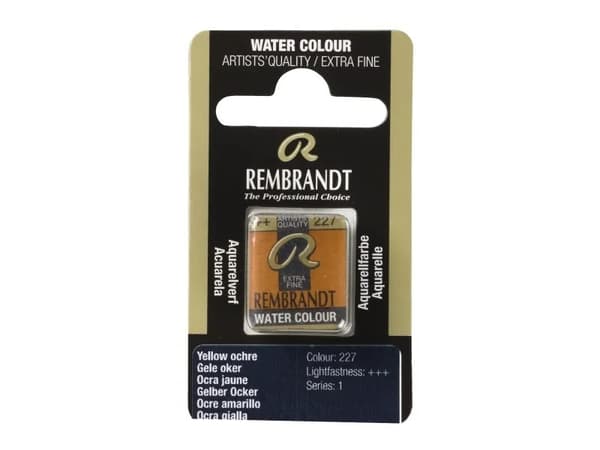 WATER COLOUR
ARTISTS'QUALITY / EXTRA FINE
R
REMBRANDT
The Professional Choice
++ ARTISTS' QUALITY 227
R
EXTRA
FINE
REMBRANDT
WATER COLOUR
Aquarelverf
Acuarela
Aquarellfarbe
Aquarelle
Yellow ochre
Gele oker
Ocra jaune
Gelber Ocker
Ocre amarillo
Ocra gialla
Colour: 227
Lightfastness: +++
Series: 1